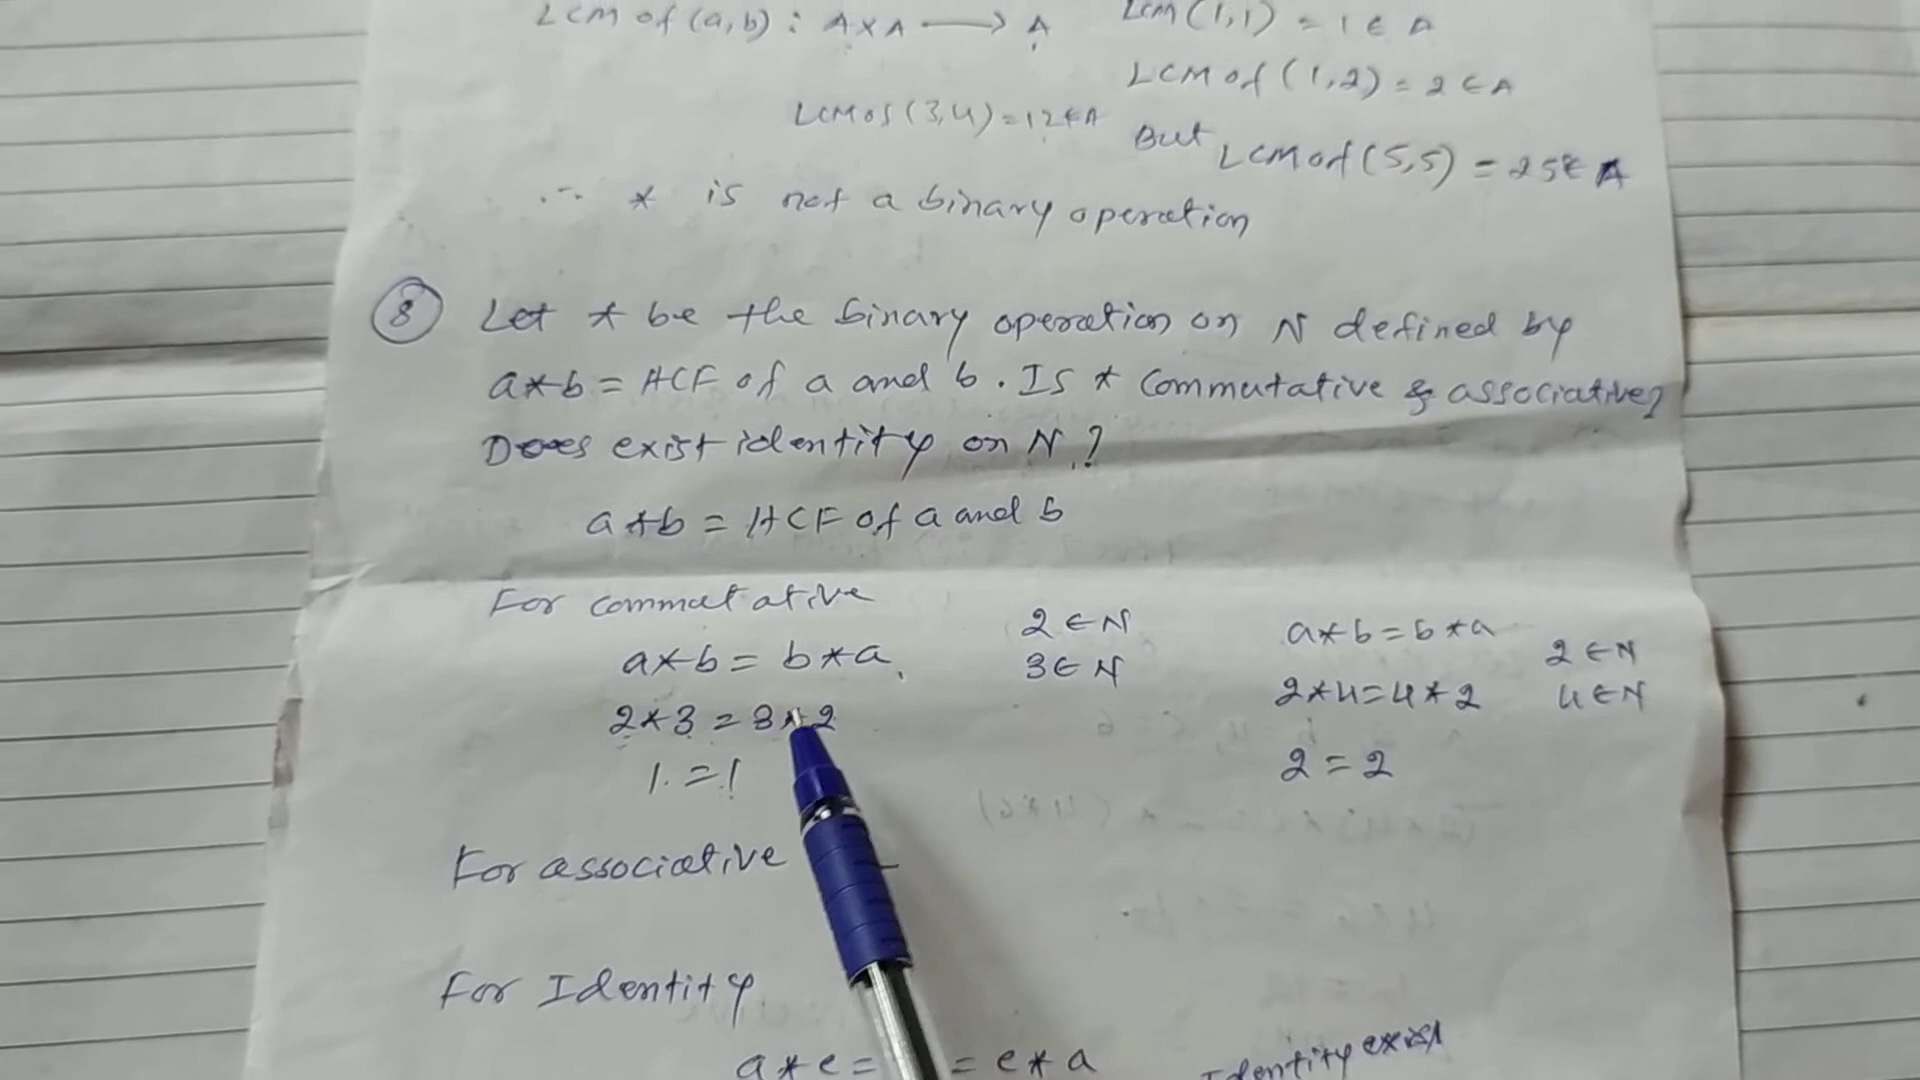 LCM of (a,b) : A×A → A
Lcm (1,1) = 1 ∈ A
LCM of (1,2) = 2 ∈ A
LCM of (3,4) = 12 ∉ A
But LCM of (5,5) = 25 ∉ A
∴ * is not a binary operation
8 Let * be the binary operation on N defined by
a*b = HCF of a and b. Is * Commutative & associative?
Does exist identity on N?
a*b = HCF of a and b
For commutative
a*b = b*a
2 ∈ N
3 ∈ N
2*3 = 3*2
1 = 1
a*b = b*a
2 ∈ N
2*4 = 4*2
4 ∈ N
2 = 2
For associative
For Identity
a*e = = e*a
Identity exist